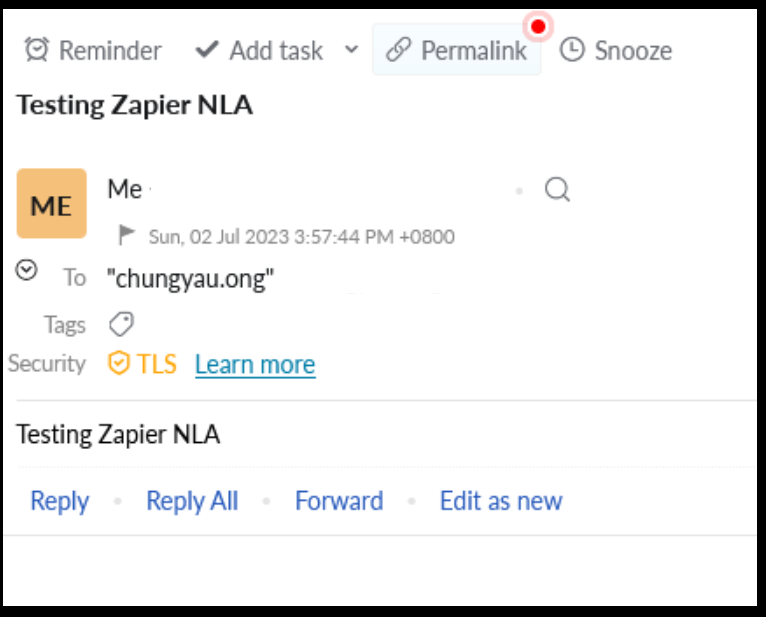 Reminder Add task Permalink Snooze
Testing Zapier NLA
ME
Me
Sun, 02 Jul 2023 3:57:44 PM +0800
To "chungyau.ong"
Tags
Security TLS Learn more
Testing Zapier NLA
Reply Reply All Forward Edit as new